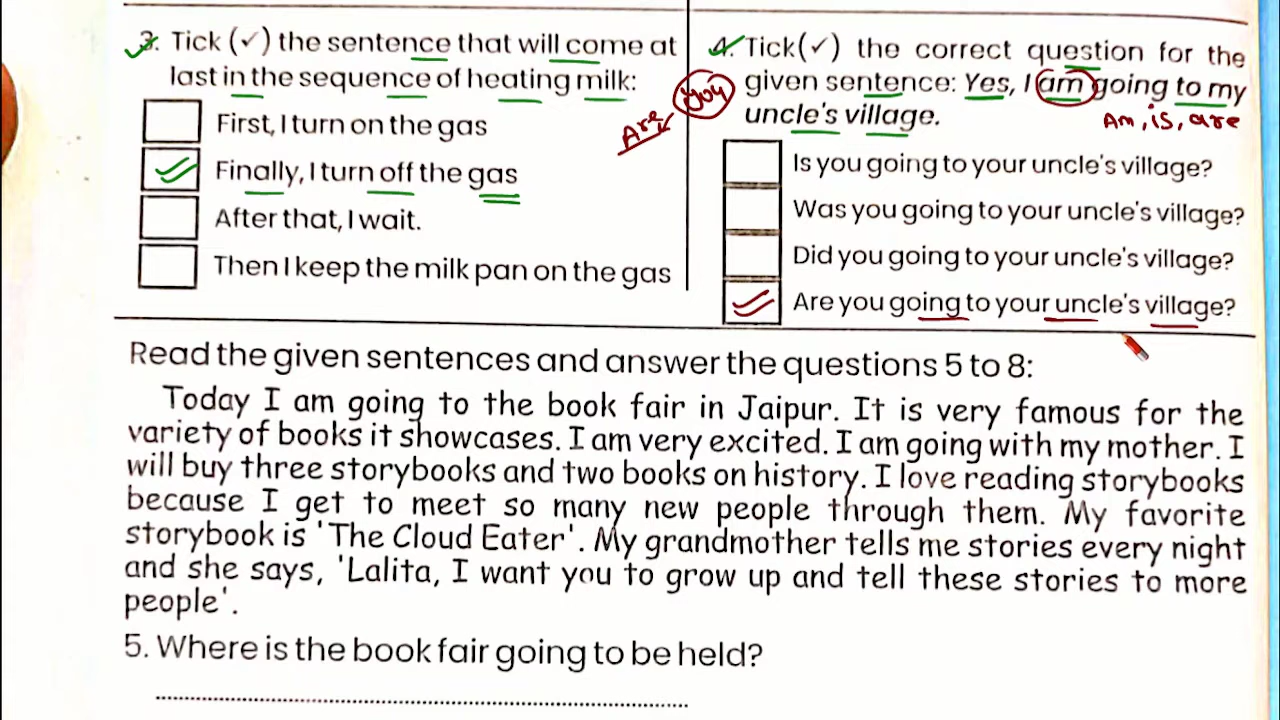 3. Tick (✓) the sentence that will come at
last in the sequence of heating milk:
First, I turn on the gas
Finally, I turn off the gas
After that, I wait.
Then I keep the milk pan on the gas
4. Tick(✓) the correct question for the
given sentence: Yes, I am going to my
uncle's village.
you
Are
Am, is, are
Is you going to your uncle's village?
Was you going to your uncle's village?
Did you going to your uncle's village?
Are you going to your uncle's village?
Read the given sentences and answer the questions 5 to 8:
Today I am going to the book fair in Jaipur. It is very famous for the
variety of books it showcases. I am very excited. I am going with my mother. I
will buy three storybooks and two books on history. I love reading storybooks
because I get to meet so many new people through them. My favorite
storybook is 'The Cloud Eater'. My grandmother tells me stories every night
and she says, 'Lalita, I want you to grow up and tell these stories to more
people'.
5. Where is the book fair going to be held?